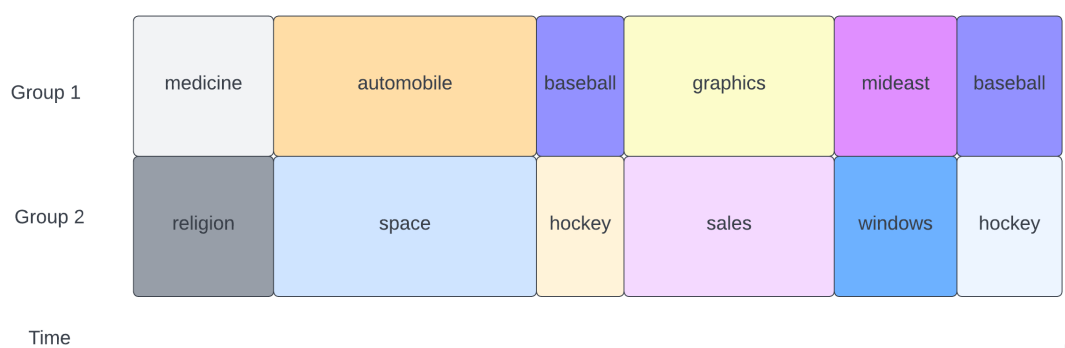 Group 1
medicine
automobile
baseball
graphics
mideast
baseball
Group 2
religion
space
hockey
sales
windows
hockey
Time